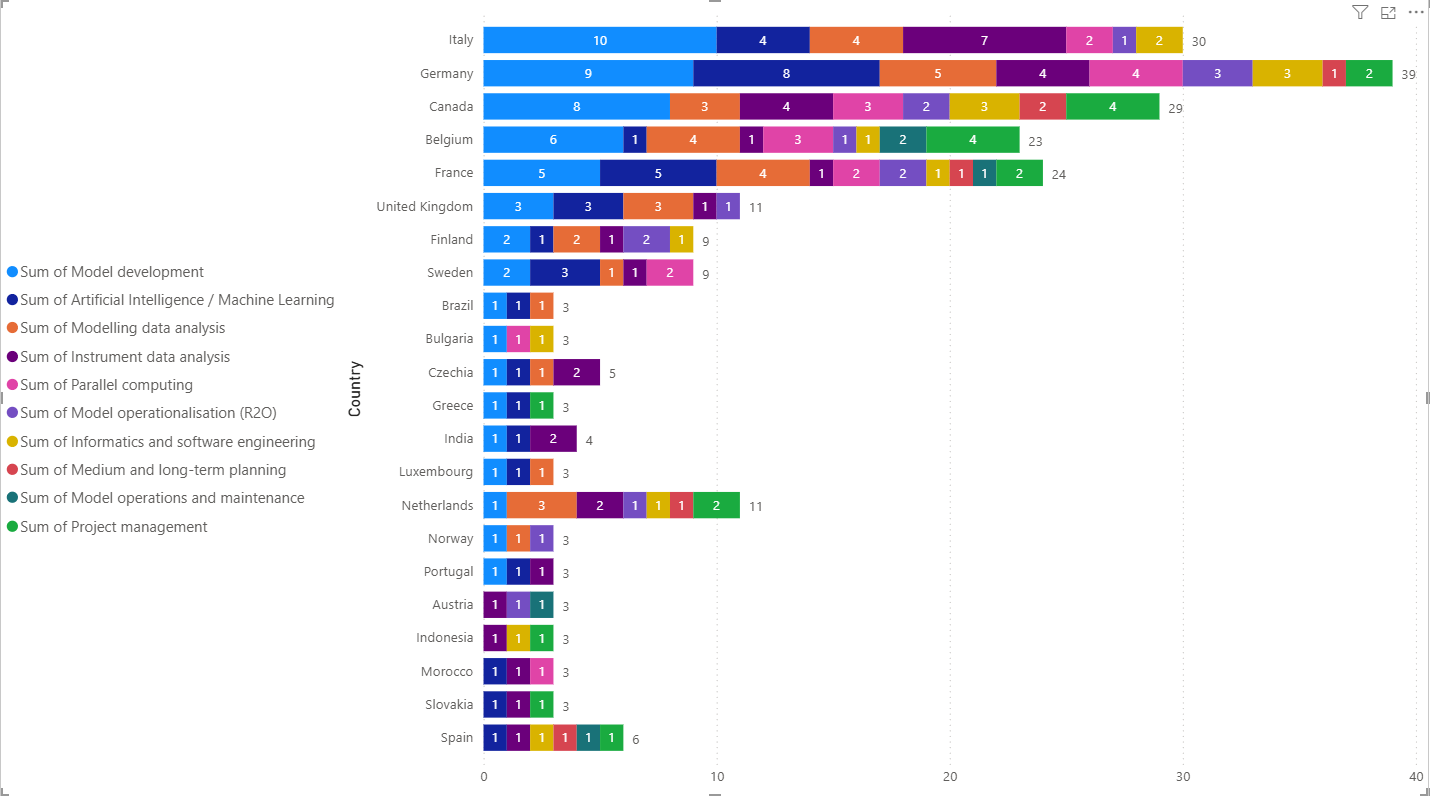 Sum of Model development
Sum of Artificial Intelligence / Machine Learning
Sum of Modelling data analysis
Sum of Instrument data analysis
Sum of Parallel computing
Sum of Model operationalisation (R2O)
Sum of Informatics and software engineering
Sum of Medium and long-term planning
Sum of Model operations and maintenance
Sum of Project management
Country
Italy 10 4 4 7 2 1 2 30
Germany 9 8 5 4 4 3 3 1 2 39
Canada 8 3 4 3 2 3 2 4 29
Belgium 6 1 4 1 3 1 1 2 4 23
France 5 5 4 1 2 2 1 1 1 2 24
United Kingdom 3 3 3 1 1 11
Finland 2 1 2 1 2 1 9
Sweden 2 3 1 1 2 9
Brazil 1 1 1 3
Bulgaria 1 1 1 3
Czechia 1 1 1 2 5
Greece 1 1 1 3
India 1 1 2 4
Luxembourg 1 1 1 3
Netherlands 1 3 2 1 1 1 2 11
Norway 1 1 1 3
Portugal 1 1 1 3
Austria 1 1 1 3
Indonesia 1 1 1 3
Morocco 1 1 1 3
Slovakia 1 1 1 3
Spain 1 1 1 1 1 1 6
0 10 20 30 40